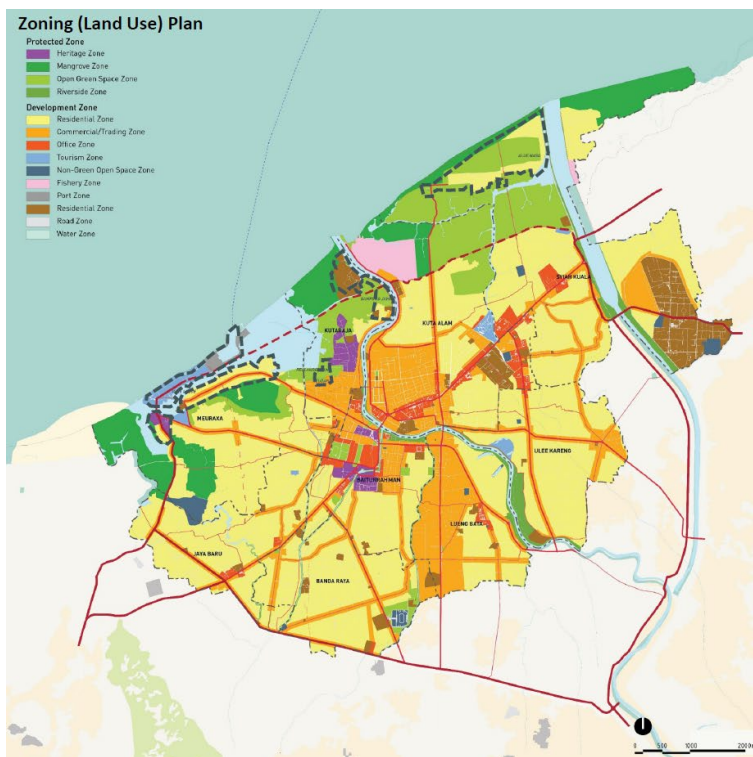 Zoning (Land Use) Plan
Protected Zone
Heritage Zone
Mangrove Zone
Open Green Space Zone
Riverside Zone
Development Zone
Residential Zone
Commercial/Trading Zone
Office Zone
Tourism Zone
Non-Green Open Space Zone
Fishery Zone
Port Zone
Residential Zone
Road Zone
Water Zone
SYIAH KUALA
KUTARAJA
KUTA ALAM
MEURAXA
ULEE KARENG
BAITURRAHMAN
LUENG BATA
JAYA BARU
BANDA RAYA
0 500 1000 2000